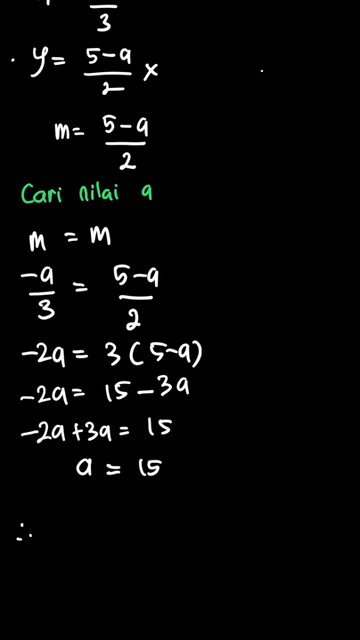 3
. y = (5-a)/2 x
m = (5-a)/2
Cari nilai a
m = m
-a/3 = (5-a)/2
-2a = 3 (5-a)
-2a = 15 - 3a
-2a + 3a = 15
a = 15
∴